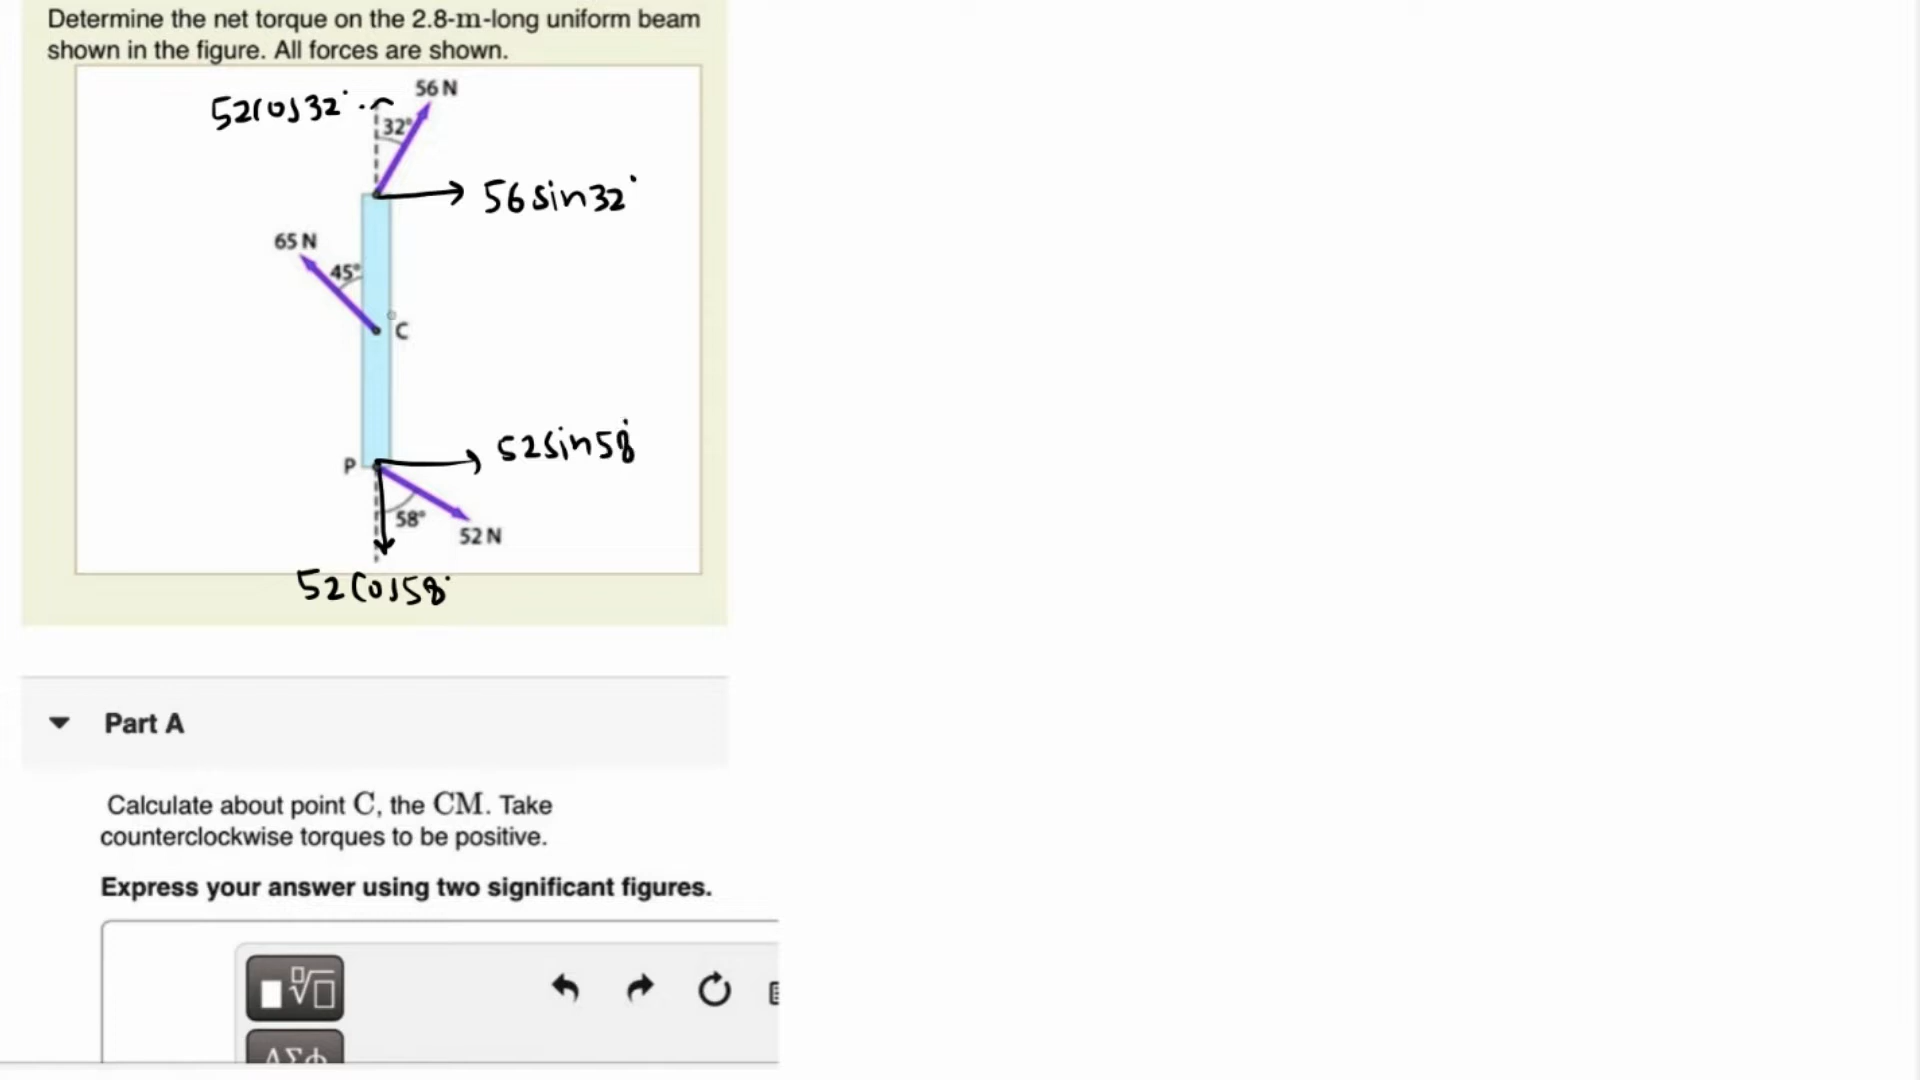 Determine the net torque on the 2.8-m-long uniform beam
shown in the figure. All forces are shown.
56 N
52cos32°
32°
56sin32°
65 N
45°
C
52sin58°
P
58°
52 N
52cos58°
Part A
Calculate about point C, the CM. Take
counterclockwise torques to be positive.
Express your answer using two significant figures.
ΑΣφ